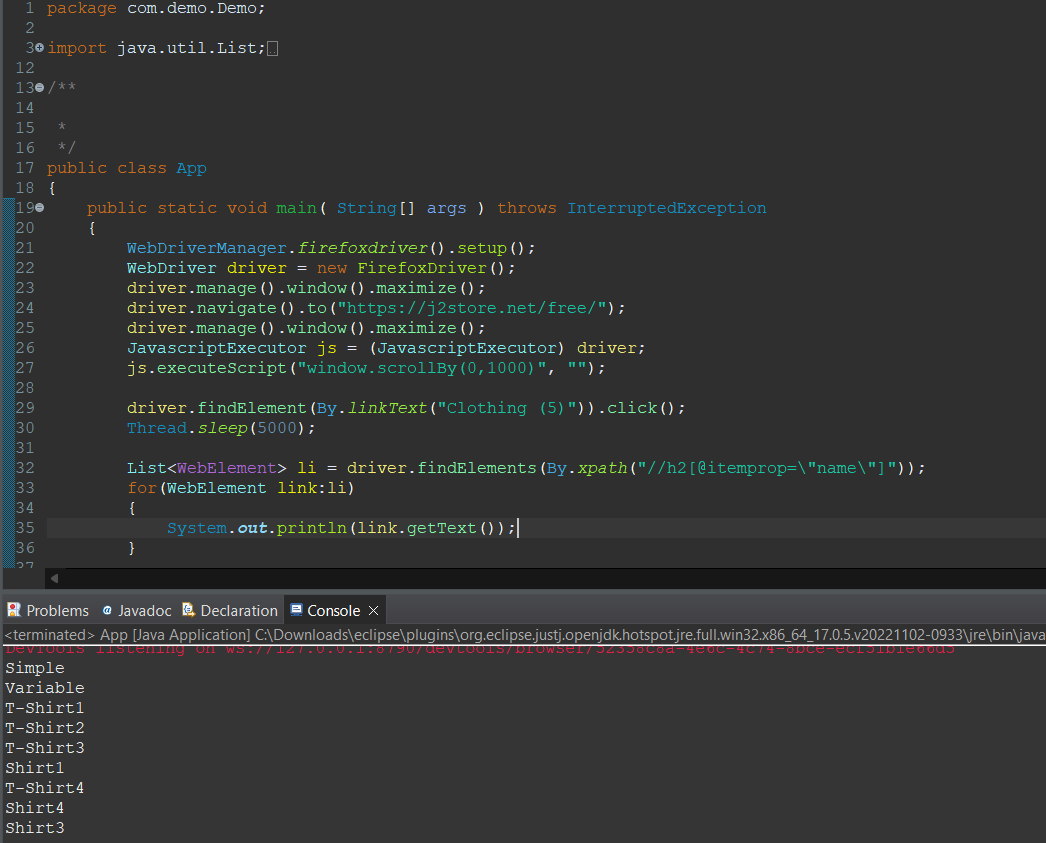 1 package com.demo.Demo;
2
3 import java.util.List;
12
13 /**
14
15 *
16 */
17 public class App
18 {
19 public static void main( String[] args ) throws InterruptedException
20 {
21 WebDriverManager.firefoxdriver().setup();
22 WebDriver driver = new FirefoxDriver();
23 driver.manage().window().maximize();
24 driver.navigate().to("https://j2store.net/free/");
25 driver.manage().window().maximize();
26 JavascriptExecutor js = (JavascriptExecutor) driver;
27 js.executeScript("window.scrollBy(0,1000)", "");
28
29 driver.findElement(By.linkText("Clothing (5)")).click();
30 Thread.sleep(5000);
31
32 List<WebElement> li = driver.findElements(By.xpath("//h2[@itemprop=\"name\"]"));
33 for(WebElement link:li)
34 {
35 System.out.println(link.getText());
36 }
37
Problems Javadoc Declaration Console
<terminated> App [Java Application] C:\Downloads\eclipse\plugins\org.eclipse.justj.openjdk.hotspot.jre.full.win32.x86_64_17.0.5.v20221102-0933\jre\bin\java
DevTools listening on
Simple
Variable
T-Shirt1
T-Shirt2
T-Shirt3
Shirt1
T-Shirt4
Shirt4
Shirt3